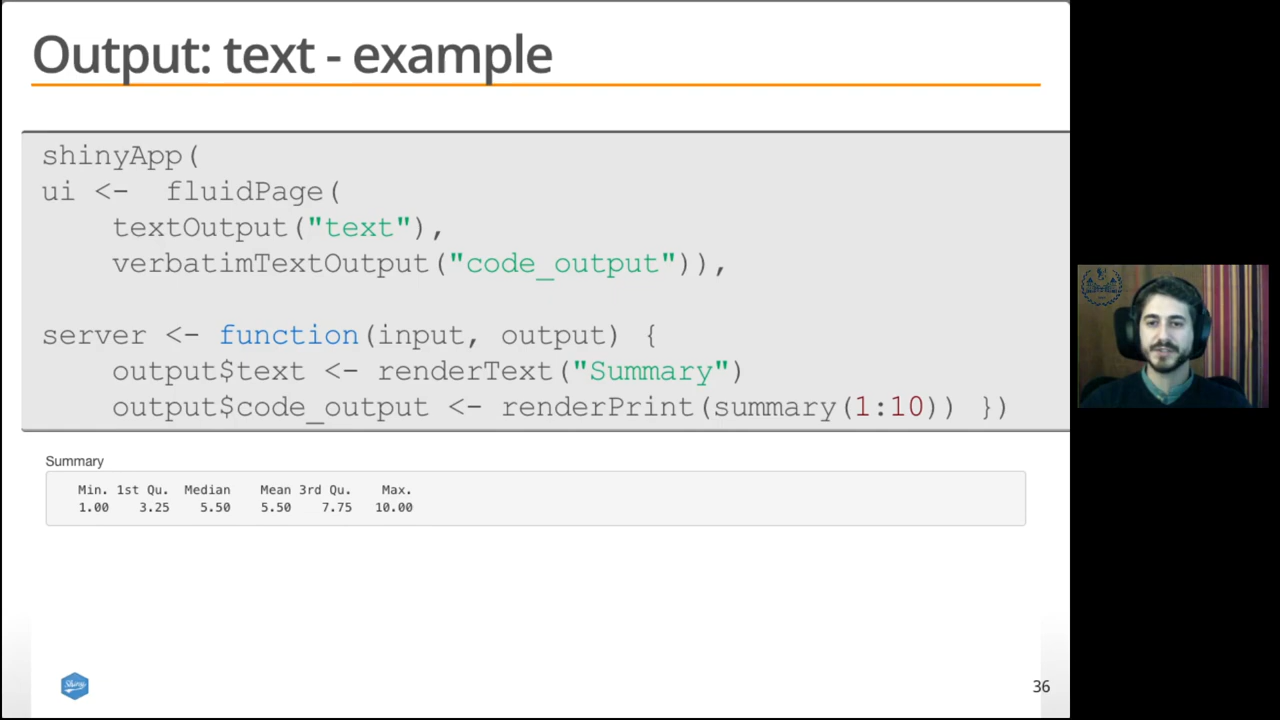 Output: text - example
shinyApp(
ui <-  fluidPage(
    textOutput("text"),
    verbatimTextOutput("code_output")),
server <- function(input, output) {
    output$text <- renderText("Summary")
    output$code_output <- renderPrint(summary(1:10)) })
Summary
   Min. 1st Qu.  Median    Mean 3rd Qu.    Max.
   1.00    3.25    5.50    5.50    7.75   10.00
Shiny
36